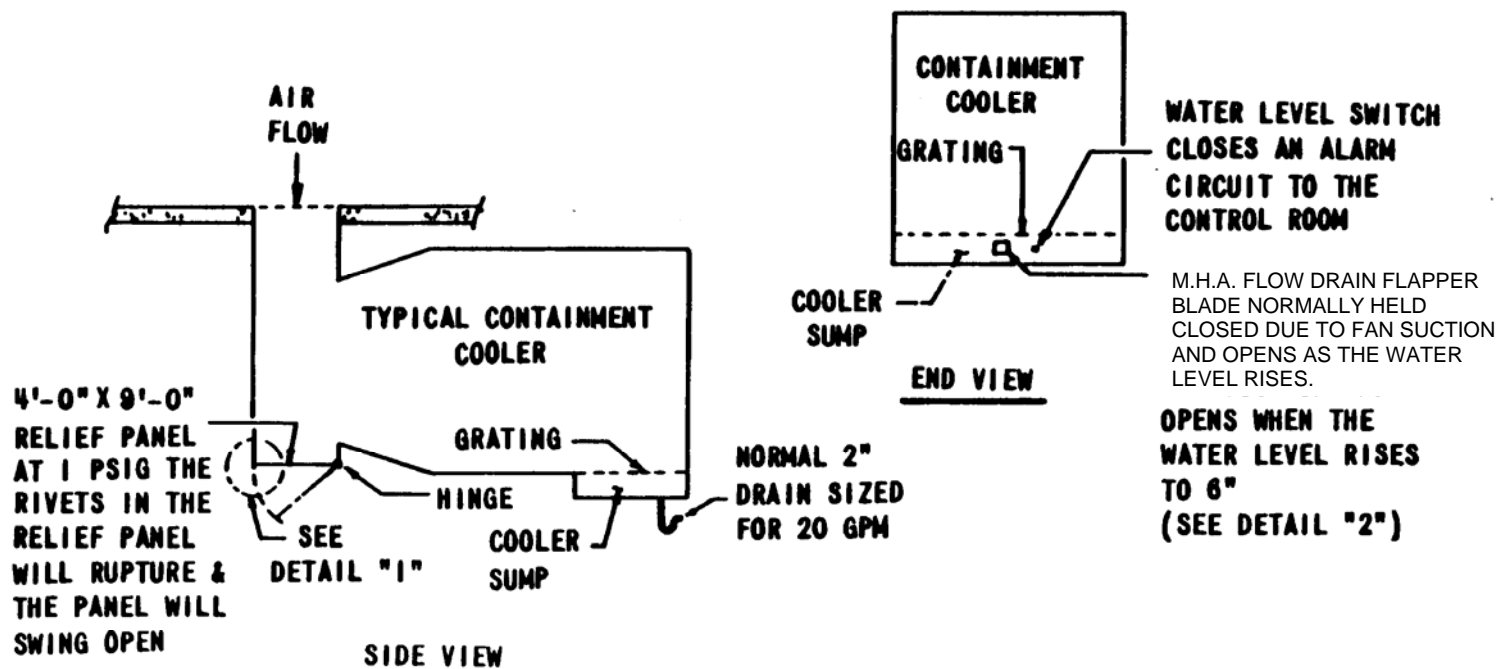 AIR
FLOW
TYPICAL CONTAINMENT
COOLER
4'-0" X 9'-0"
RELIEF PANEL
AT 1 PSIG THE
RIVETS IN THE
RELIEF PANEL
WILL RUPTURE &
THE PANEL WILL
SWING OPEN
SEE
DETAIL "1"
HINGE
GRATING
COOLER
SUMP
NORMAL 2"
DRAIN SIZED
FOR 20 GPM
SIDE VIEW
CONTAINMENT
COOLER
GRATING
COOLER
SUMP
END VIEW
WATER LEVEL SWITCH
CLOSES AN ALARM
CIRCUIT TO THE
CONTROL ROOM
M.H.A. FLOW DRAIN FLAPPER
BLADE NORMALLY HELD
CLOSED DUE TO FAN SUCTION
AND OPENS AS THE WATER
LEVEL RISES.
OPENS WHEN THE
WATER LEVEL RISES
TO 6"
(SEE DETAIL "2")